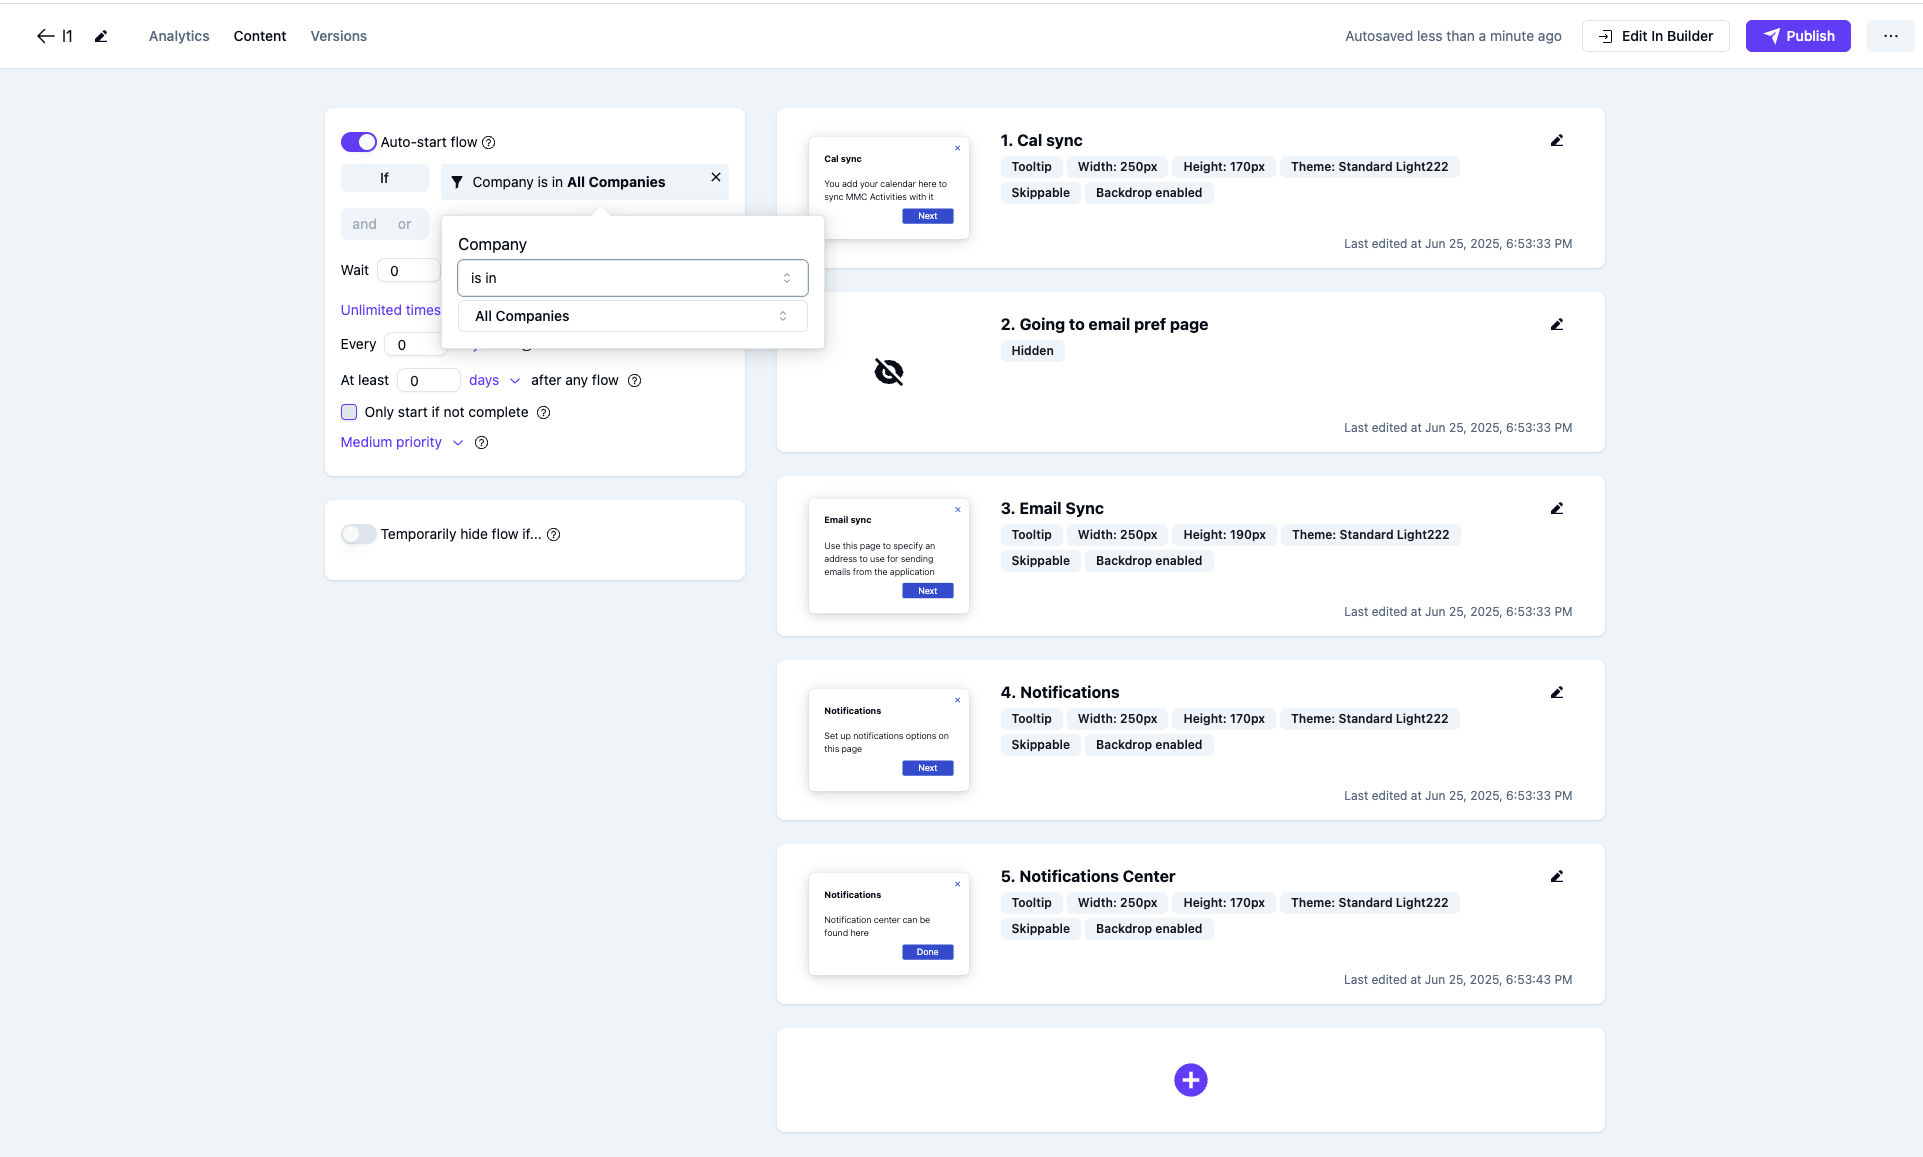 I1
Analytics
Content
Versions
Autosaved less than a minute ago
Edit In Builder
Publish
Auto-start flow
If
Company is in All Companies
and or
Company
is in
All Companies
Wait 0
Unlimited times
Every 0
At least 0 days after any flow
Only start if not complete
Medium priority
Temporarily hide flow if...
Cal sync
You add your calendar here to
sync MMC Activities with it
Next
1. Cal sync
Tooltip Width: 250px Height: 170px Theme: Standard Light222
Skippable Backdrop enabled
Last edited at Jun 25, 2025, 6:53:33 PM
2. Going to email pref page
Hidden
Last edited at Jun 25, 2025, 6:53:33 PM
Email sync
Use this page to specify an
address to use for sending
emails from the application
Next
3. Email Sync
Tooltip Width: 250px Height: 190px Theme: Standard Light222
Skippable Backdrop enabled
Last edited at Jun 25, 2025, 6:53:33 PM
Notifications
Set up notifications options on
this page
Next
4. Notifications
Tooltip Width: 250px Height: 170px Theme: Standard Light222
Skippable Backdrop enabled
Last edited at Jun 25, 2025, 6:53:33 PM
Notifications
Notification center can be
found here
Done
5. Notifications Center
Tooltip Width: 250px Height: 170px Theme: Standard Light222
Skippable Backdrop enabled
Last edited at Jun 25, 2025, 6:53:43 PM